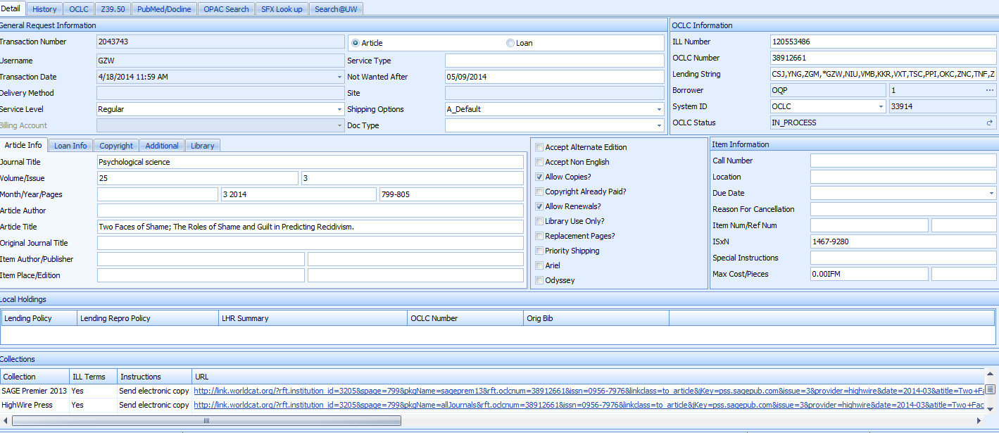 Detail History OCLC Z39.50 PubMed/Docline OPAC Search SFX Look up Search@UW
General Request Information OCLC Information
Transaction Number 2043743 Article Loan ILL Number 120553486
Username GZW Service Type OCLC Number 38912661
Transaction Date 4/18/2014 11:59 AM Not Wanted After 05/09/2014 Lending String CSJ,YNG,ZGM,*GZW,NIU,VMB,KKR,VXT,TSC,PPI,OKC,ZNC,TNF,Z
Delivery Method Site Borrower OQP 1 ...
Service Level Regular Shipping Options A_Default System ID OCLC 33914
Billing Account Doc Type OCLC Status IN_PROCESS
Article Info Loan Info Copyright Additional Library Item Information
Journal Title Psychological science Accept Alternate Edition Call Number
Volume/Issue 25 3 Accept Non English Location
Month/Year/Pages 3 2014 799-805 Allow Copies? Due Date
Article Author Copyright Already Paid? Reason For Cancellation
Article Title Two Faces of Shame; The Roles of Shame and Guilt in Predicting Recidivism. Allow Renewals? Item Num/Ref Num
Original Journal Title Library Use Only? ISxN 1467-9280
Item Author/Publisher Replacement Pages? Special Instructions
Item Place/Edition Priority Shipping Max Cost/Pieces 0.00IFM
Ariel
Odyssey
Local Holdings
Lending Policy Lending Repro Policy LHR Summary OCLC Number Orig Bib
Collections
Collection ILL Terms Instructions URL
SAGE Premier 2013 Yes Send electronic copy http://link.worldcat.org/?rft.institution_id=3205&spage=799&pkgName=sageprem13&rft.oclcnum=38912661&issn=0956-7976&linkclass=to_article&jKey=pss.sagepub.com&issue=3&provider=highwire&date=2014-03&atitle=Two+Fa
HighWire Press Yes Send electronic copy http://link.worldcat.org/?rft.institution_id=3205&spage=799&pkgName=allJournals&rft.oclcnum=38912661&issn=0956-7976&linkclass=to_article&jKey=pss.sagepub.com&issue=3&provider=highwire&date=2014-03&atitle=Two+Fac